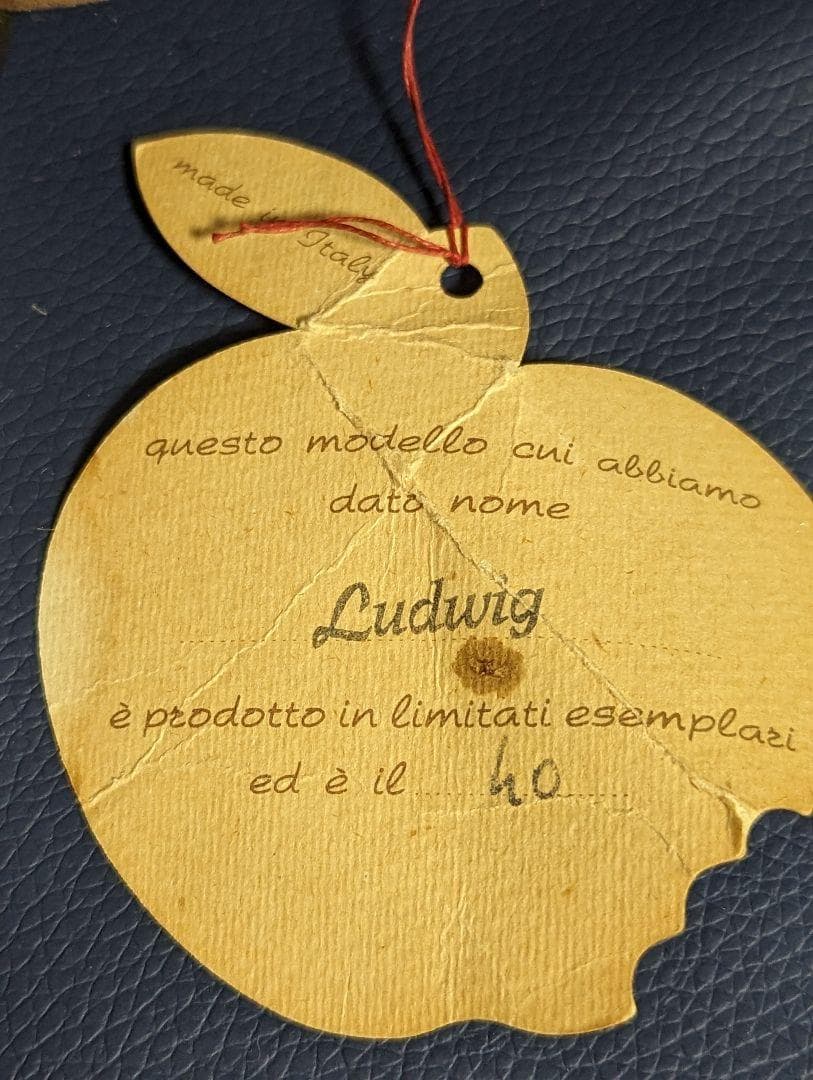 made in Italy
questo modello cui abbiamo
dato nome
Ludwig
è prodotto in limitati esemplari
ed è il 40